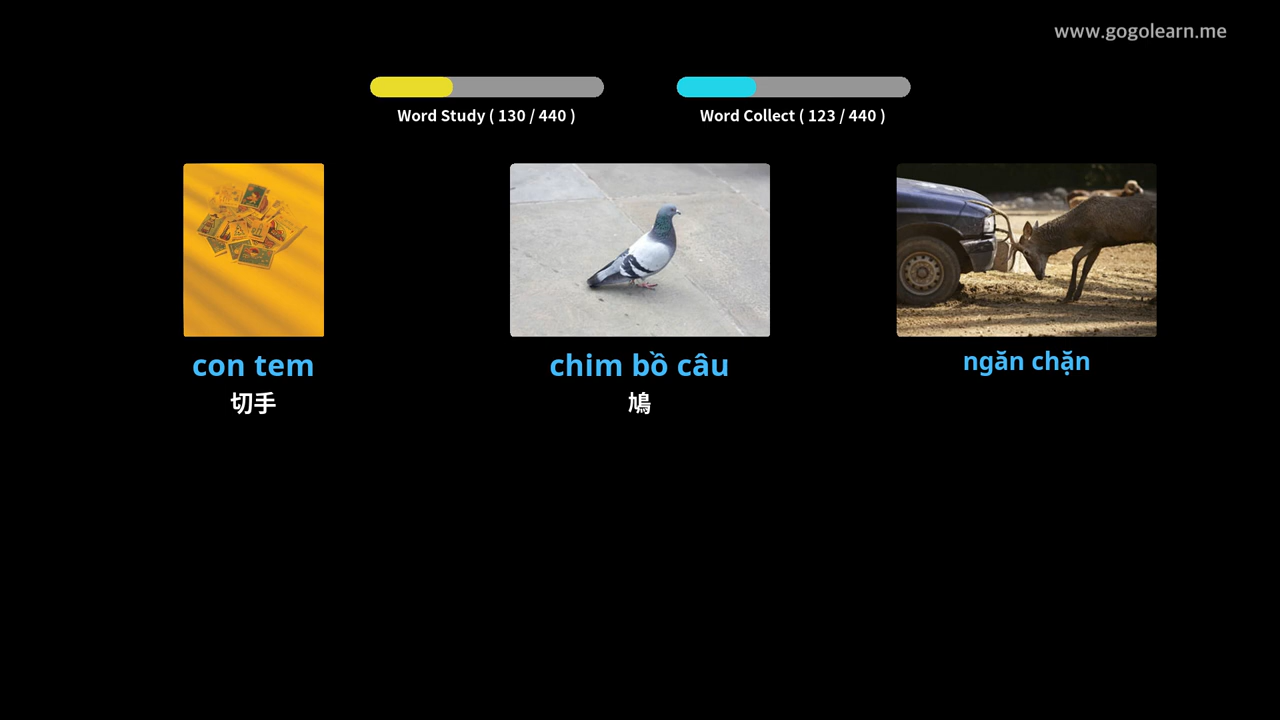 www.gogolearn.me
Word Study ( 130 / 440 )
Word Collect ( 123 / 440 )
con tem
切手
chim bồ câu
鳩
ngăn chặn